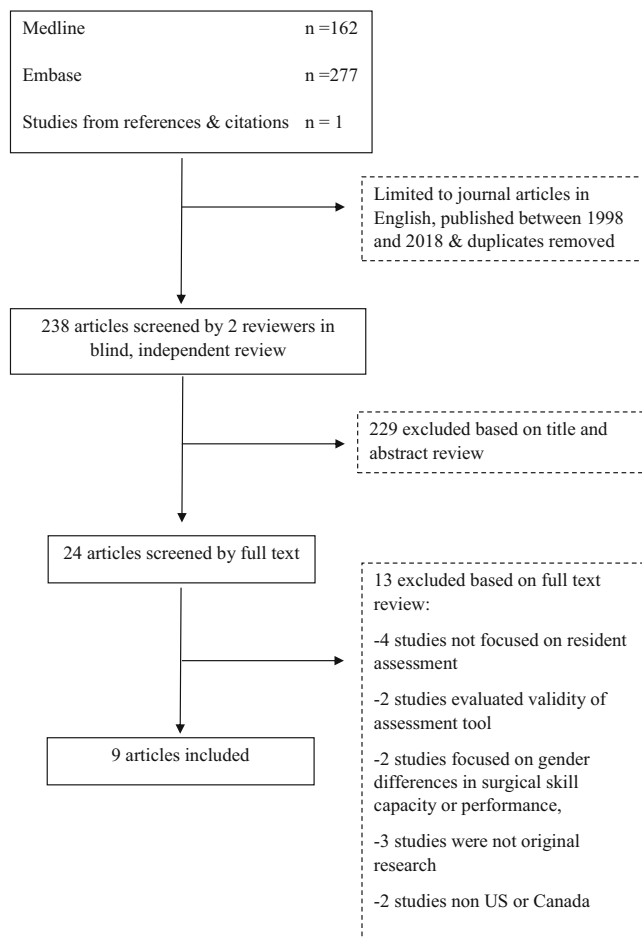 Medline n =162
Embase n =277
Studies from references & citations n = 1
Limited to journal articles in
English, published between 1998
and 2018 & duplicates removed
238 articles screened by 2 reviewers in
blind, independent review
229 excluded based on title and
abstract review
24 articles screened by full text
13 excluded based on full text
review:
-4 studies not focused on resident
assessment
-2 studies evaluated validity of
assessment tool
-2 studies focused on gender
differences in surgical skill
capacity or performance,
-3 studies were not original
research
-2 studies non US or Canada
9 articles included